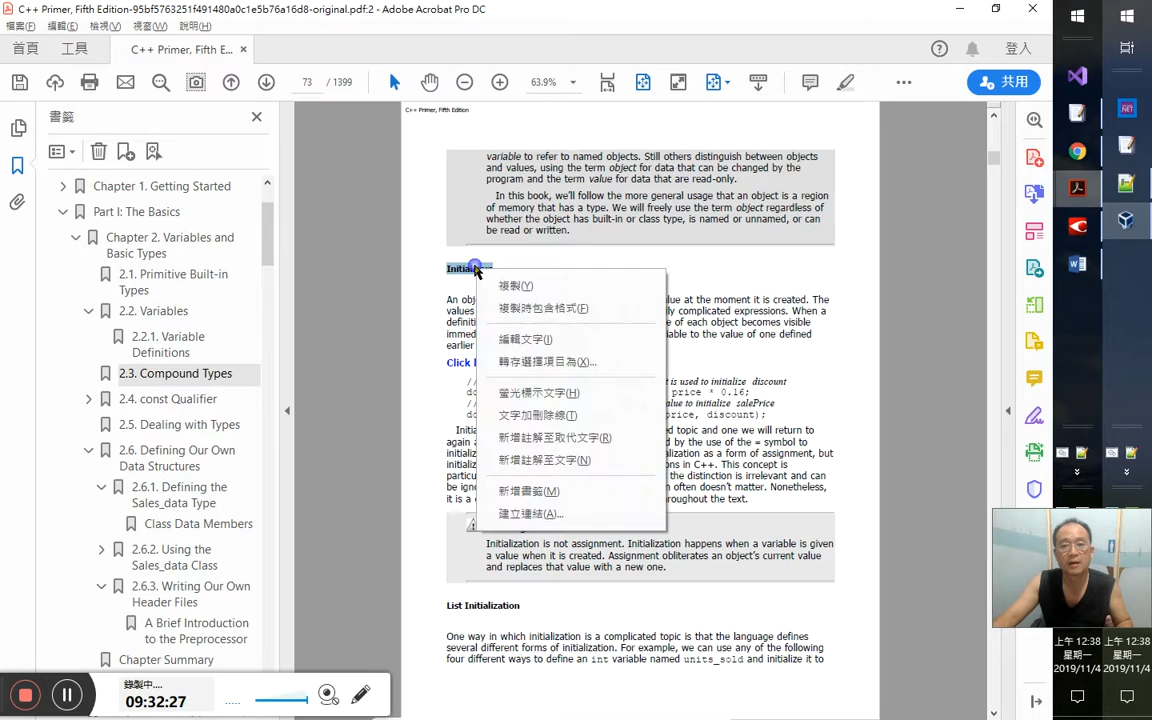 C++ Primer, Fifth Edition-95bf5763251f491480a0c1e5b76a16d8-original.pdf:2 - Adobe Acrobat Pro DC
檔案(F) 編輯(E) 檢視(V) 視窗(W) 說明(H)
首頁 工具 C++ Primer, Fifth E... × 登入
73 / 1399 63.9% 共用
書籤
Chapter 1. Getting Started
Part I: The Basics
Chapter 2. Variables and
Basic Types
2.1. Primitive Built-in
Types
2.2. Variables
2.2.1. Variable
Definitions
2.3. Compound Types
2.4. const Qualifier
2.5. Dealing with Types
2.6. Defining Our Own
Data Structures
2.6.1. Defining the
Sales_data Type
Class Data Members
2.6.2. Using the
Sales_data Class
2.6.3. Writing Our Own
Header Files
A Brief Introduction
to the Preprocessor
Chapter Summary
C++ Primer, Fifth Edition
variable to refer to named objects. Still others distinguish between objects
and values, using the term object for data that can be changed by the
program and the term value for data that are read-only.
In this book, we'll follow the more general usage that an object is a region
of memory that has a type. We will freely use the term object regardless of
whether the object has built-in or class type, is named or unnamed, or can
be read or written.
An
at the moment it is created. The
values complicated expressions. When a
of each object becomes visible
to the value of one defined
earlier
Click
// is used to initialize discount
price * 0.16;
value to initialize salePrice
price, discount);
topic and one we will return to
again by the use of the = symbol to
initialization as a form of assignment, but
in C++. This concept is
the distinction is irrelevant and can
be often doesn't matter. Nonetheless,
it is a throughout the text.
Initialization is not assignment. Initialization happens when a variable is given
a value when it is created. Assignment obliterates an object's current value
and replaces that value with a new one.
List Initialization
One way in which initialization is a complicated topic is that the language defines
several different forms of initialization. For example, we can use any of the following
four different ways to define an int variable named units_sold and initialize it to
複製(Y)
複製時包含格式(F)
編輯文字(I)
轉存選擇項目為(X)...
螢光標示文字(H)
文字加刪除線(T)
新增註解至取代文字(R)
新增註解至文字(N)
新增書籤(M)
建立連結(A)...
錄製中...
09:32:27
上午 12:38 上午 12:38
星期一 星期一
2019/11/4 2019/11/4